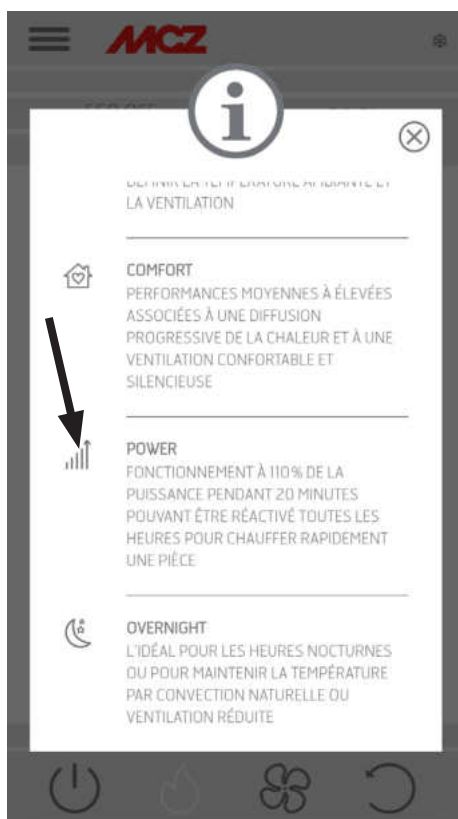 MCZ
LA VENTILATION
COMFORT
PERFORMANCES MOYENNES À ÉLEVÉES
ASSOCIÉES À UNE DIFFUSION
PROGRESSIVE DE LA CHALEUR ET À UNE
VENTILATION CONFORTABLE ET
SILENCIEUSE
POWER
FONCTIONNEMENT À 110% DE LA
PUISSANCE PENDANT 20 MINUTES
POUVANT ÊTRE RÉACTIVÉ TOUTES LES
HEURES POUR CHAUFFER RAPIDEMENT
UNE PIÈCE
OVERNIGHT
L'IDÉAL POUR LES HEURES NOCTURNES
OU POUR MAINTENIR LA TEMPÉRATURE
PAR CONVECTION NATURELLE OU
VENTILATION RÉDUITE